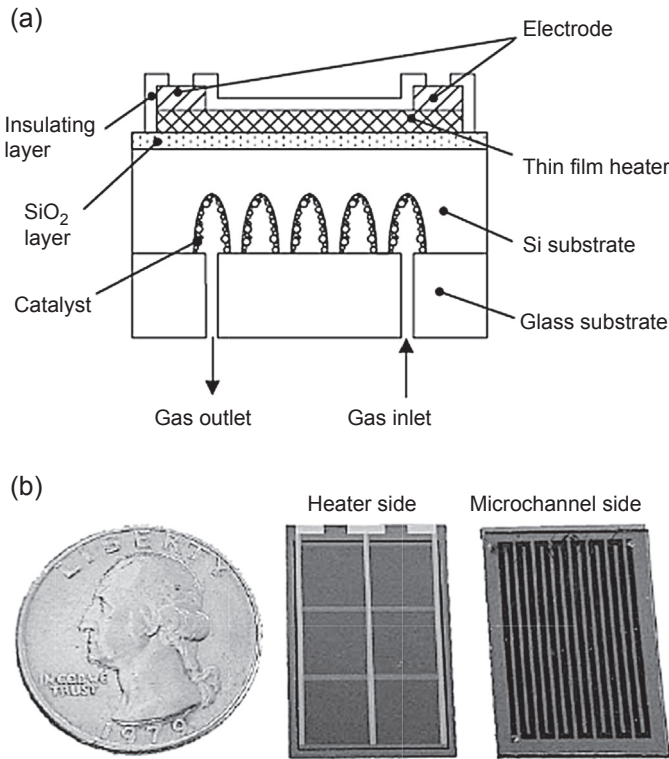 (a)
Electrode
Insulating
layer
Thin film heater
SiO₂
layer
Si substrate
Catalyst
Glass substrate
Gas outlet
Gas inlet
(b)
Heater side
Microchannel side
LIBERTY
IN GOD WE
TRUST
1979